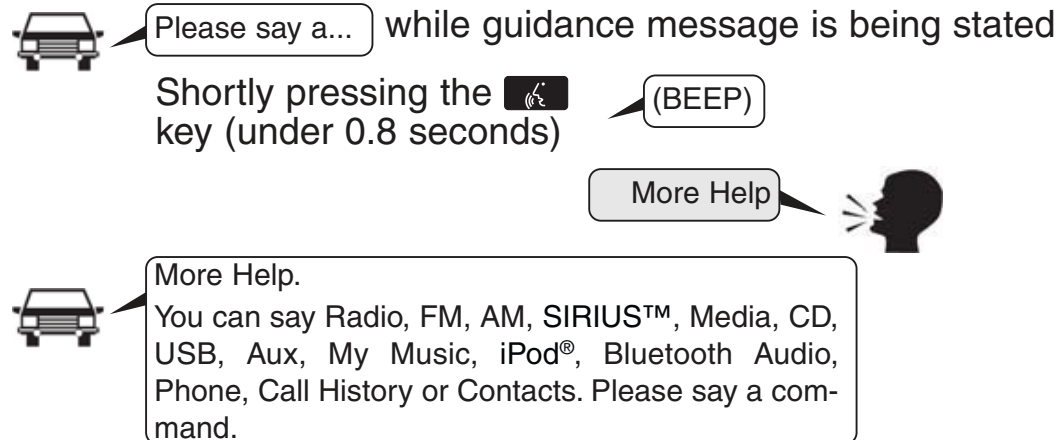 Please say a... while guidance message is being stated
Shortly pressing the
key (under 0.8 seconds)
(BEEP)
More Help
More Help.
You can say Radio, FM, AM, SIRIUS™, Media, CD,
USB, Aux, My Music, iPod®, Bluetooth Audio,
Phone, Call History or Contacts. Please say a com-
mand.